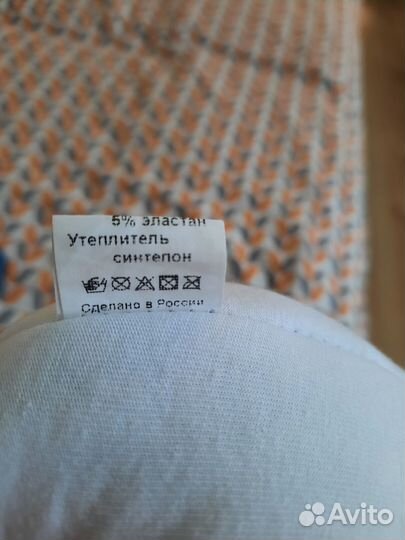 5% эластан
Утеплитель
синтепон
Сделано в России
Avito